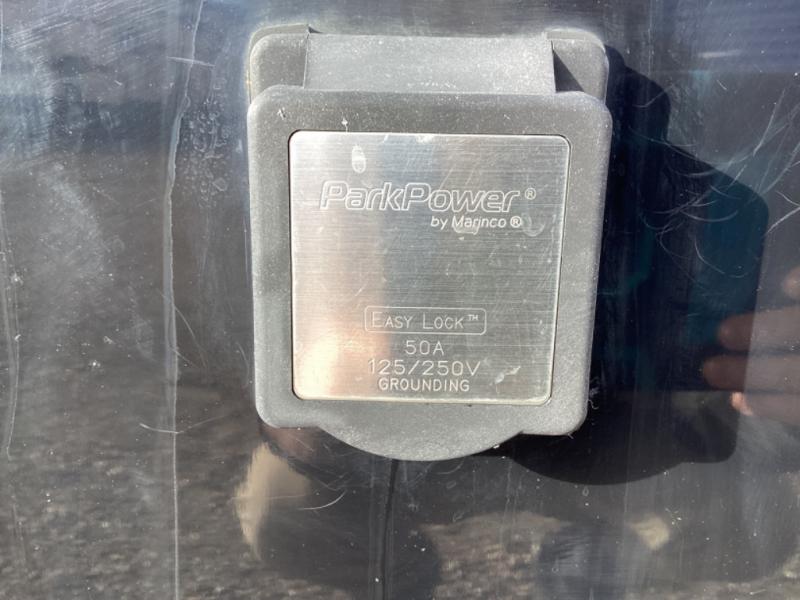 ParkPower®
by Marinco®
EASY LOCK™
50A
125/250V
GROUNDING